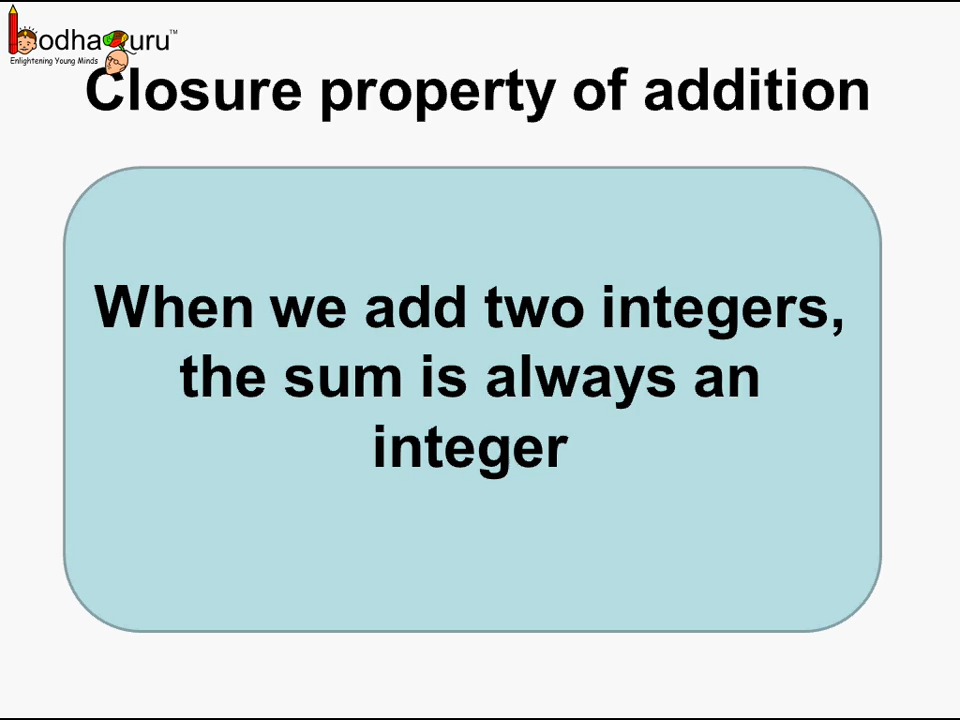 BodhaGuru™
Enlightening Young Minds
Closure property of addition
When we add two integers,
the sum is always an
integer